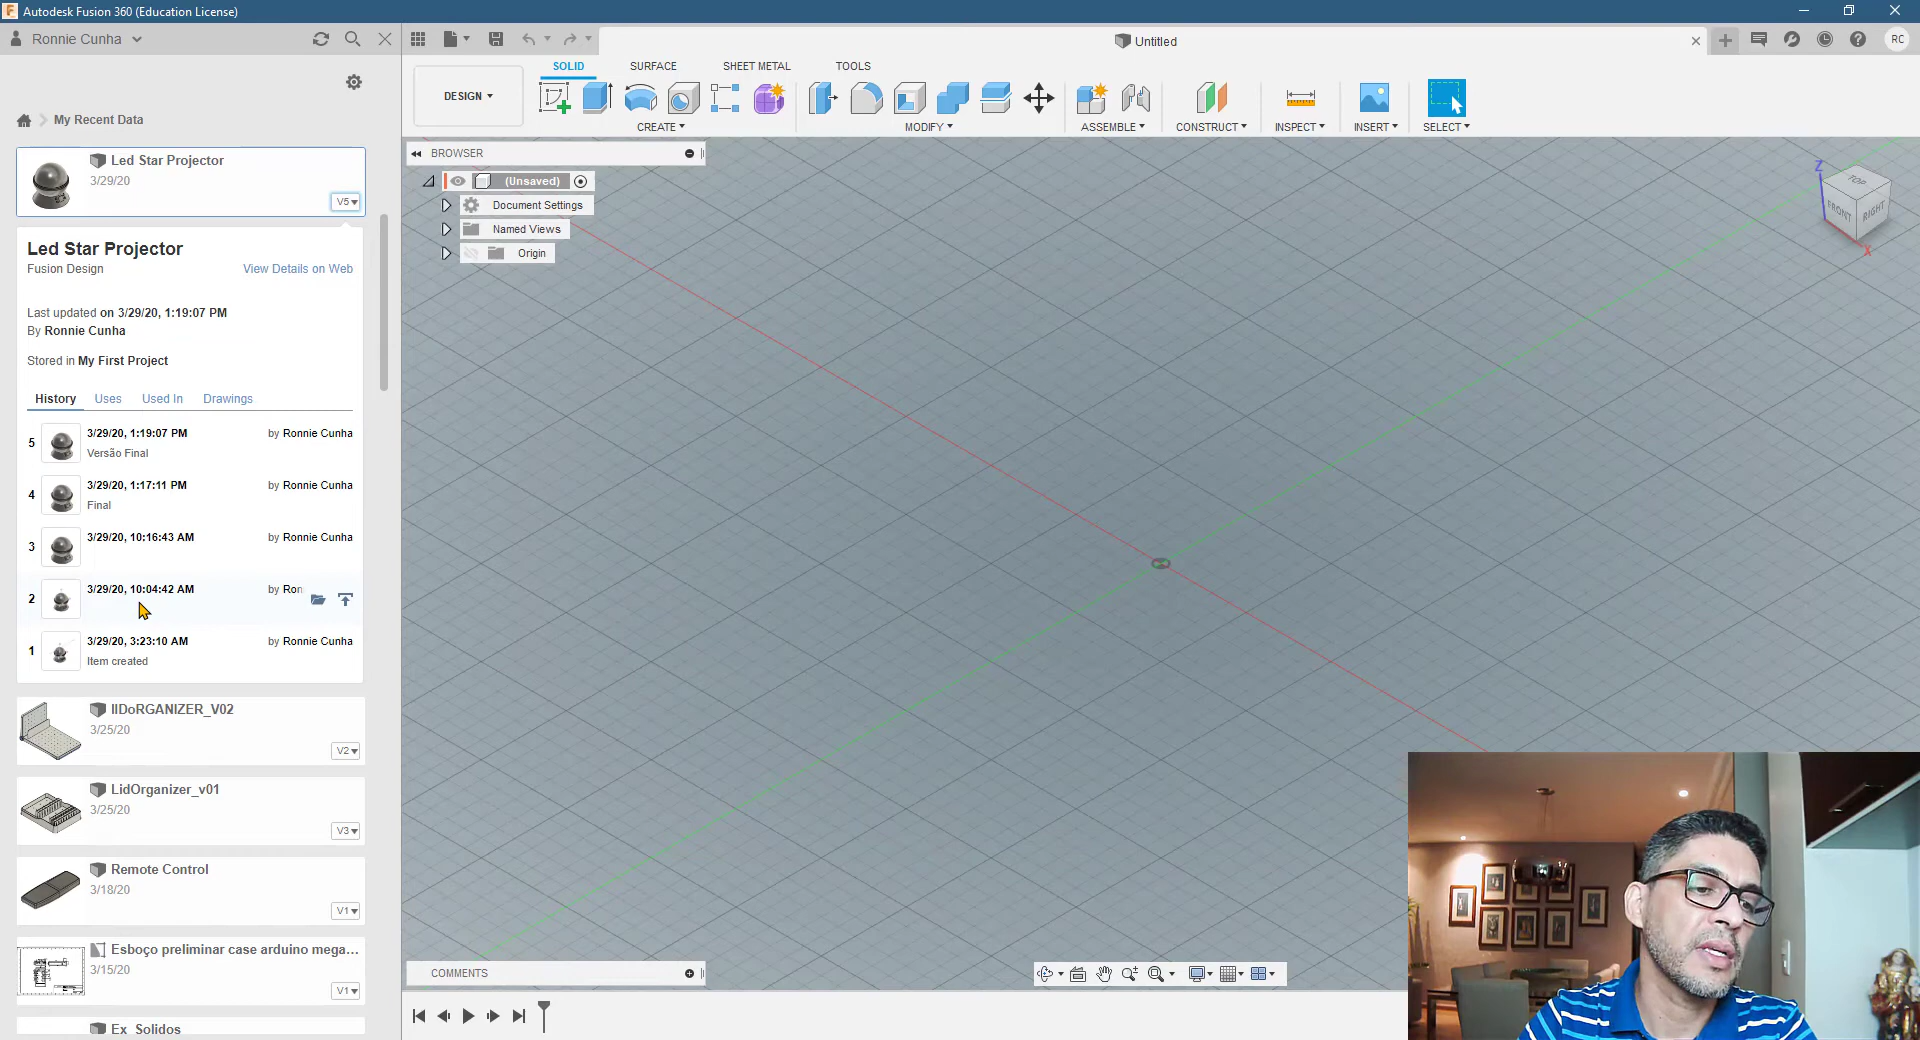 Autodesk Fusion 360 (Education License)
Ronnie Cunha
Untitled
RC
SOLID
SURFACE
SHEET METAL
TOOLS
DESIGN
CREATE
MODIFY
ASSEMBLE
CONSTRUCT
INSPECT
INSERT
SELECT
My Recent Data
Led Star Projector
3/29/20
V5
Led Star Projector
Fusion Design
View Details on Web
Last updated on 3/29/20, 1:19:07 PM
By Ronnie Cunha
Stored in My First Project
History
Uses
Used In
Drawings
5
3/29/20, 1:19:07 PM
by Ronnie Cunha
Versão Final
4
3/29/20, 1:17:11 PM
by Ronnie Cunha
Final
3
3/29/20, 10:16:43 AM
by Ronnie Cunha
2
3/29/20, 10:04:42 AM
by Ron
1
3/29/20, 3:23:10 AM
by Ronnie Cunha
Item created
lIDoRGANIZER_V02
3/25/20
V2
LidOrganizer_v01
3/25/20
V3
Remote Control
3/18/20
V1
Esboço preliminar case arduino mega...
3/15/20
V1
Ex_Solidos
BROWSER
(Unsaved)
Document Settings
Named Views
Origin
Z
TOP
FRONT
RIGHT
X
COMMENTS